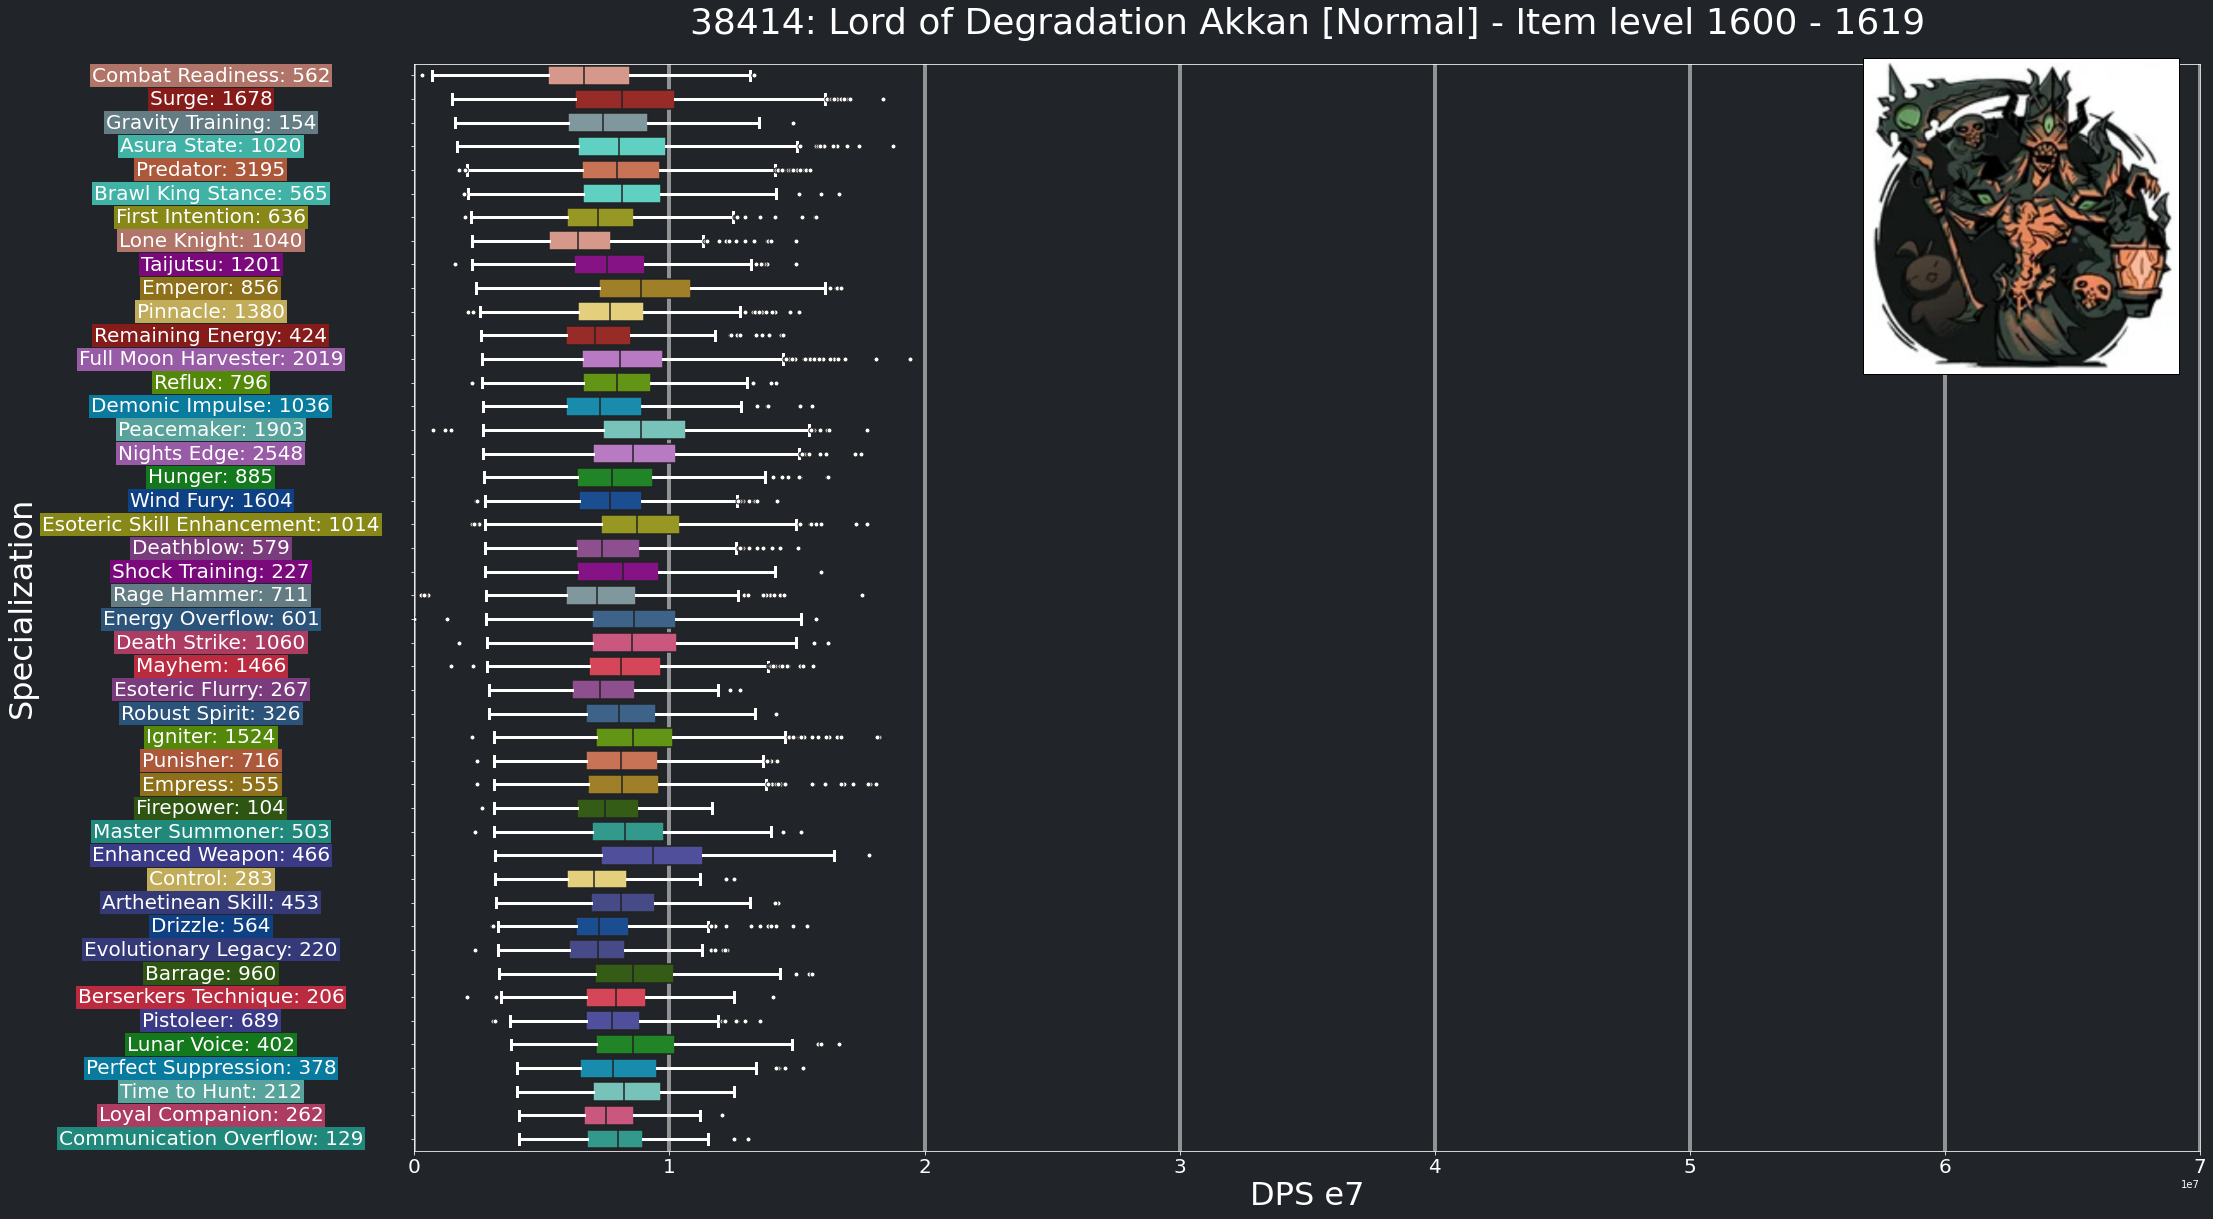 38414: Lord of Degradation Akkan [Normal] - Item level 1600 - 1619
Combat Readiness: 562
Surge: 1678
Gravity Training: 154
Asura State: 1020
Predator: 3195
Brawl King Stance: 565
First Intention: 636
Lone Knight: 1040
Taijutsu: 1201
Emperor: 856
Pinnacle: 1380
Remaining Energy: 424
Full Moon Harvester: 2019
Reflux: 796
Demonic Impulse: 1036
Peacemaker: 1903
Nights Edge: 2548
Hunger: 885
Wind Fury: 1604
Esoteric Skill Enhancement: 1014
Deathblow: 579
Shock Training: 227
Rage Hammer: 711
Energy Overflow: 601
Death Strike: 1060
Mayhem: 1466
Esoteric Flurry: 267
Robust Spirit: 326
Igniter: 1524
Punisher: 716
Empress: 555
Firepower: 104
Master Summoner: 503
Enhanced Weapon: 466
Control: 283
Arthetinean Skill: 453
Drizzle: 564
Evolutionary Legacy: 220
Barrage: 960
Berserkers Technique: 206
Pistoleer: 689
Lunar Voice: 402
Perfect Suppression: 378
Time to Hunt: 212
Loyal Companion: 262
Communication Overflow: 129
Specialization
0 1 2 3 4 5 6 7
1e7
DPS e7